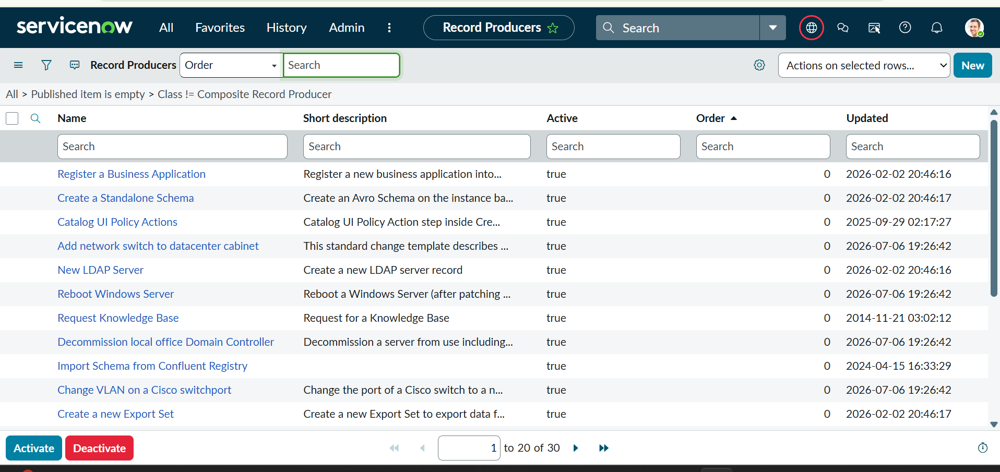 servicenow All Favorites History Admin Record Producers Search
Record Producers Order Search Actions on selected rows... New
All > Published item is empty > Class != Composite Record Producer
Name Short description Active Order Updated
Search Search Search Search Search
Register a Business Application Register a new business application into... true 0 2026-02-02 20:46:16
Create a Standalone Schema Create an Avro Schema on the instance ba... true 0 2026-02-02 20:46:17
Catalog UI Policy Actions Catalog UI Policy Action step inside Cre... true 0 2025-09-29 02:17:27
Add network switch to datacenter cabinet This standard change template describes ... true 0 2026-07-06 19:26:42
New LDAP Server Create a new LDAP server record true 0 2026-02-02 20:46:16
Reboot Windows Server Reboot a Windows Server (after patching ... true 0 2026-07-06 19:26:42
Request Knowledge Base Request for a Knowledge Base true 0 2014-11-21 03:02:12
Decommission local office Domain Controller Decommission a server from use including... true 0 2026-07-06 19:26:42
Import Schema from Confluent Registry true 0 2024-04-15 16:33:29
Change VLAN on a Cisco switchport Change the port of a Cisco switch to a n... true 0 2026-07-06 19:26:42
Create a new Export Set Create a new Export Set to export data f... true 0 2026-02-02 20:46:17
Activate Deactivate 1 to 20 of 30